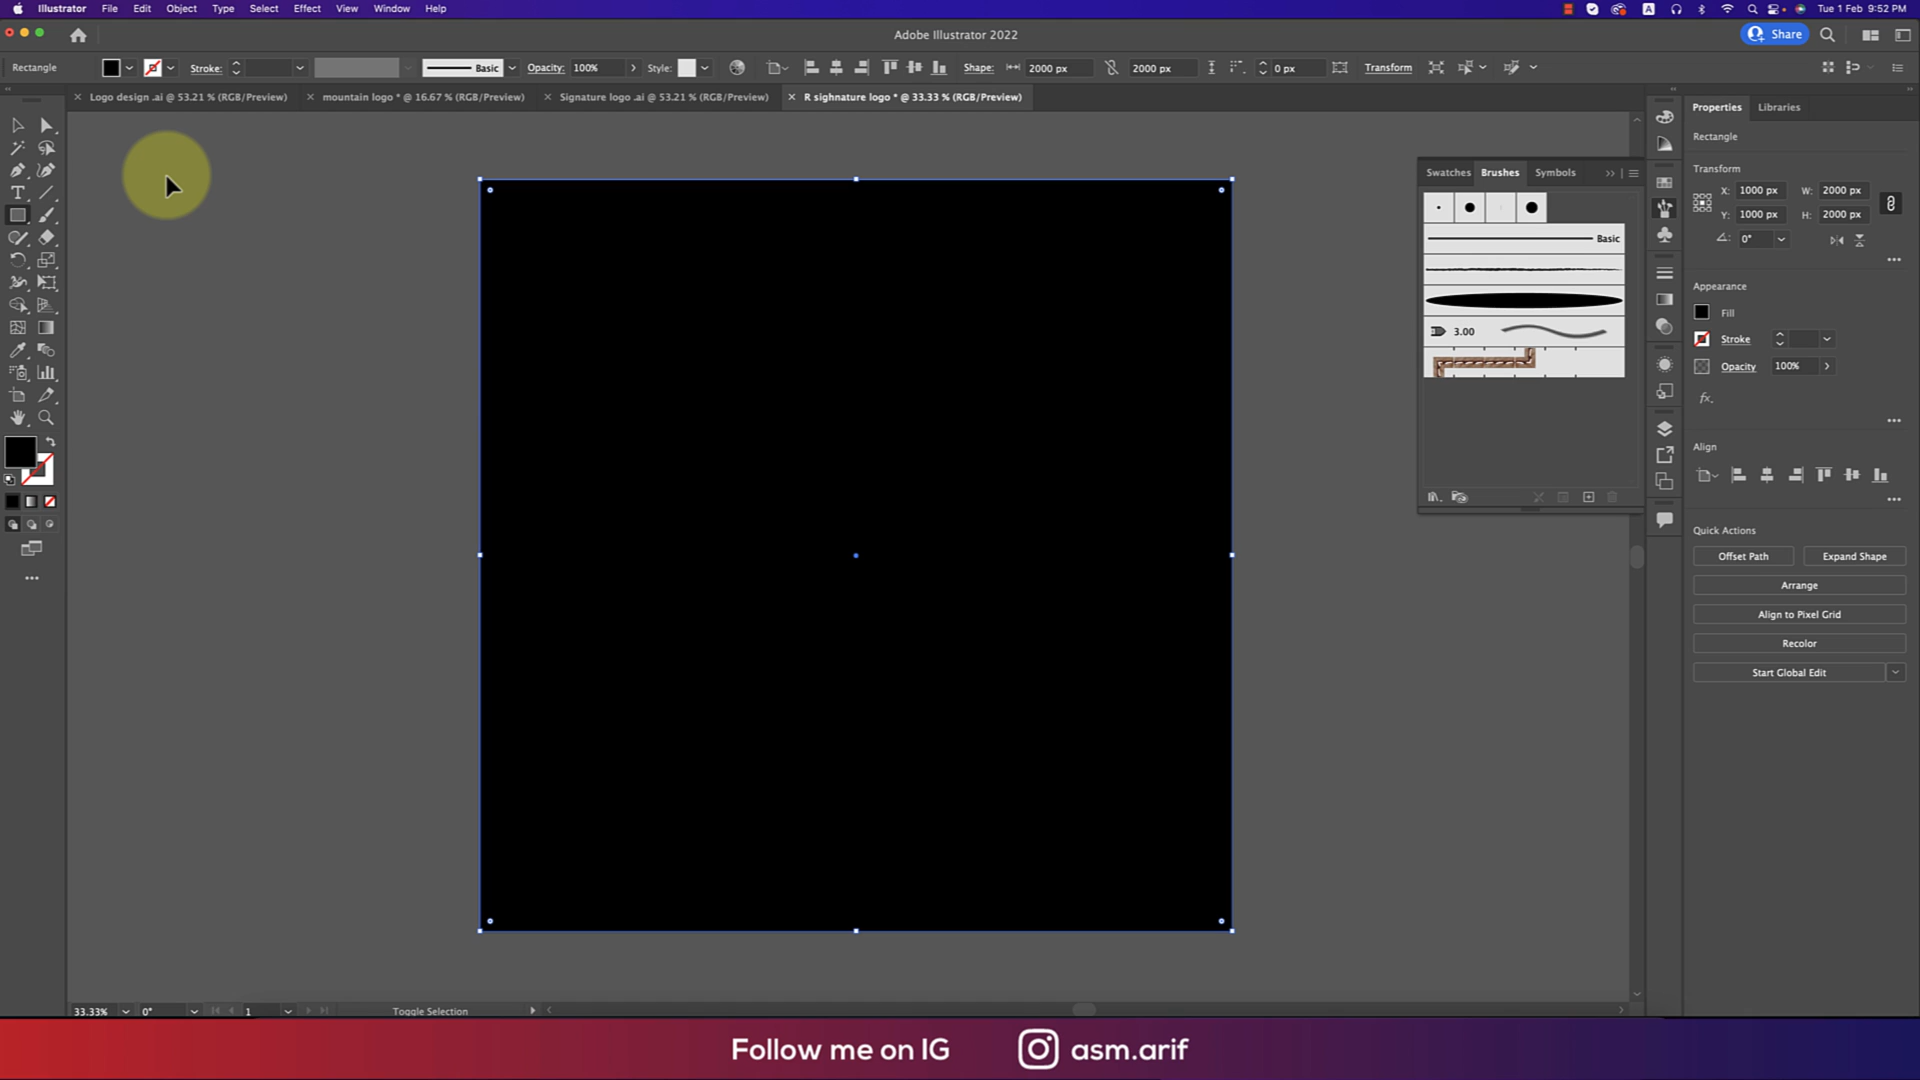 Illustrator File Edit Object Type Select Effect View Window Help
A Tue 1 Feb 9:52 PM
Adobe Illustrator 2022
Share
Rectangle Stroke: Basic Opacity: 100% Style: Shape: 2000 px 2000 px 0 px Transform
Logo design .ai @ 53.21 % (RGB/Preview) mountain logo * @ 16.67 % (RGB/Preview) Signature logo .ai @ 53.21 % (RGB/Preview) R sighnature logo * @ 33.33 % (RGB/Preview)
Swatches Brushes Symbols
Basic
3.00
Properties Libraries
Rectangle
Transform
X: 1000 px W: 2000 px
Y: 1000 px H: 2000 px
0°
Appearance
Fill
Stroke
Opacity 100%
fx.
Align
Quick Actions
Offset Path Expand Shape
Arrange
Align to Pixel Grid
Recolor
Start Global Edit
33.33% 0° 1 Toggle Selection
Follow me on IG asm.arif